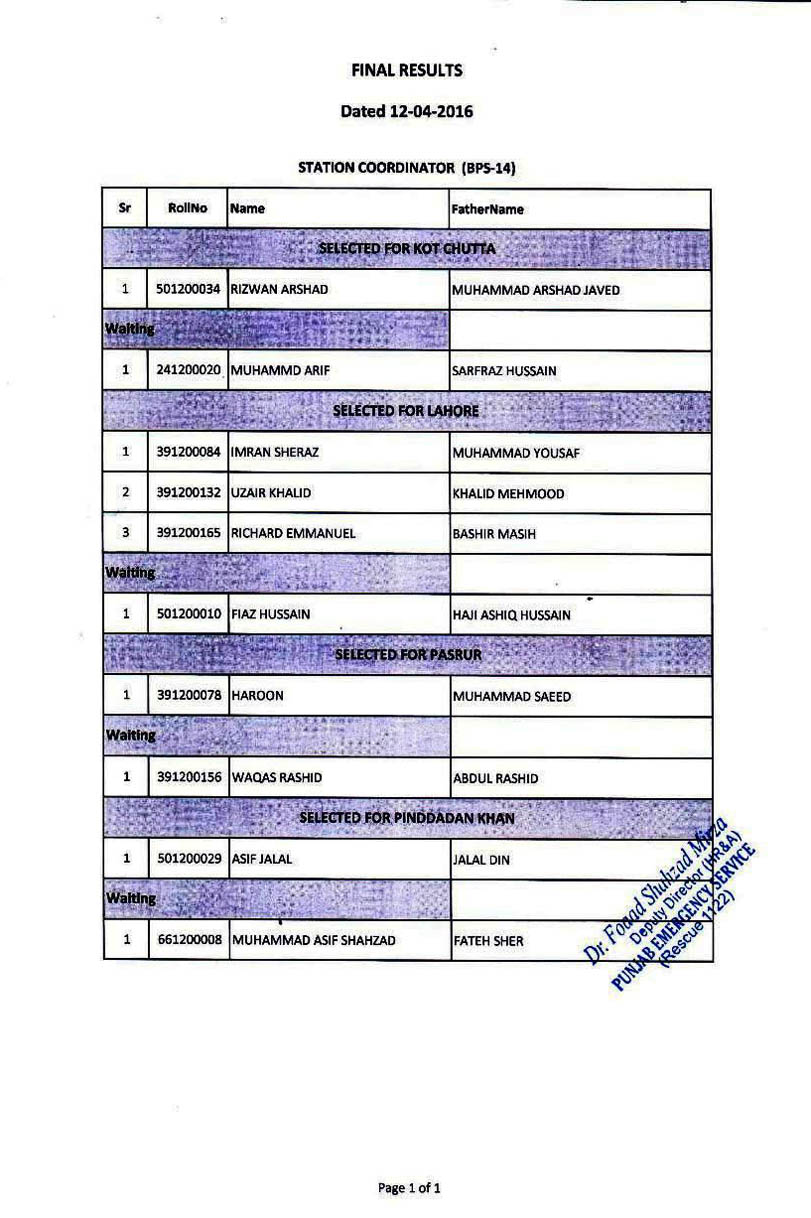 FINAL RESULTS
Dated 12-04-2016
STATION COORDINATOR (BPS-14)
Sr RollNo Name FatherName
SELECTED FOR KOT CHUTTA
1 501200034 RIZWAN ARSHAD MUHAMMAD ARSHAD JAVED
Waiting
1 241200020 MUHAMMD ARIF SARFRAZ HUSSAIN
SELECTED FOR LAHORE
1 391200084 IMRAN SHERAZ MUHAMMAD YOUSAF
2 391200132 UZAIR KHALID KHALID MEHMOOD
3 391200165 RICHARD EMMANUEL BASHIR MASIH
Waiting
1 501200010 FIAZ HUSSAIN HAJI ASHIQ HUSSAIN
SELECTED FOR PASRUR
1 391200078 HAROON MUHAMMAD SAEED
Waiting
1 391200156 WAQAS RASHID ABDUL RASHID
SELECTED FOR PINDDADAN KHAN
1 501200029 ASIF JALAL JALAL DIN
Waiting
1 661200008 MUHAMMAD ASIF SHAHZAD FATEH SHER
Dr. Foaad Shahzad Mirza
Deputy Director (HR&A)
PUNJAB EMERGENCY SERVICE
(Rescue 1122)
Page 1 of 1